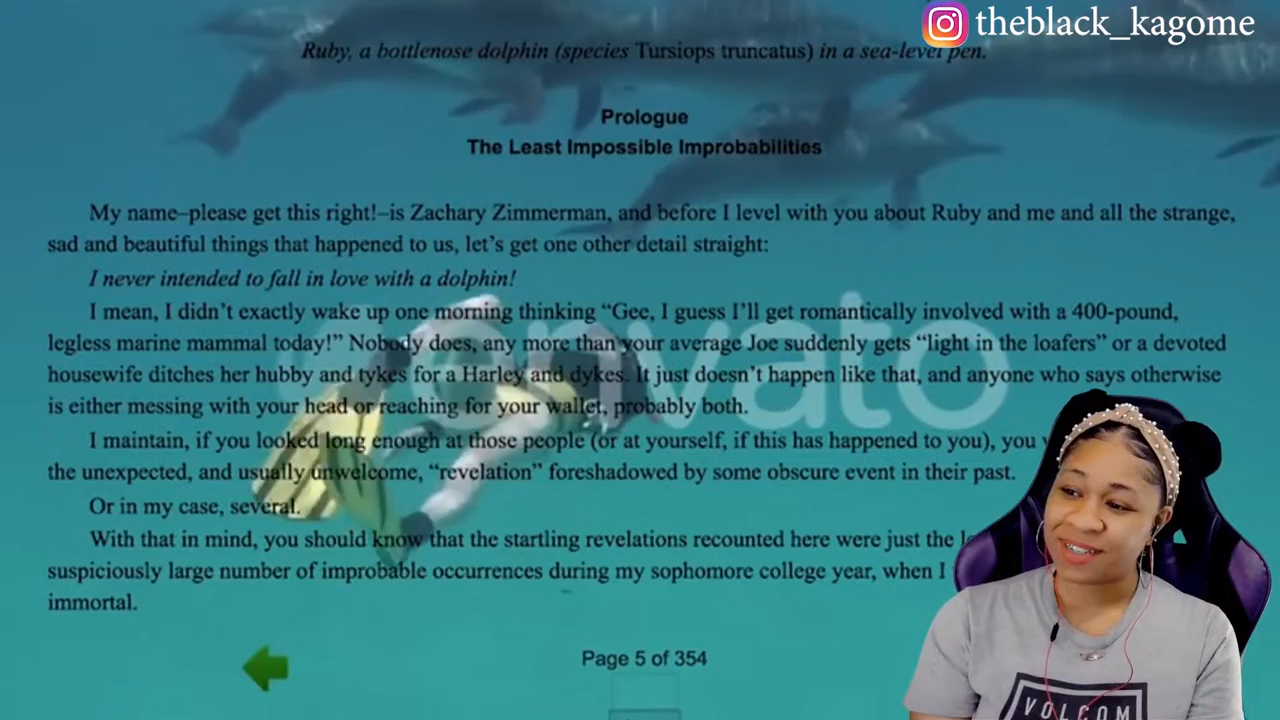 theblack_kagome
Ruby, a bottlenose dolphin (species Tursiops truncatus) in a sea-level pen.
Prologue
The Least Impossible Improbabilities
My name–please get this right!–is Zachary Zimmerman, and before I level with you about Ruby and me and all the strange,
sad and beautiful things that happened to us, let’s get one other detail straight:
I never intended to fall in love with a dolphin!
I mean, I didn’t exactly wake up one morning thinking “Gee, I guess I’ll get romantically involved with a 400-pound,
legless marine mammal today!” Nobody does, any more than your average Joe suddenly gets “light in the loafers” or a devoted
housewife ditches her hubby and tykes for a Harley and dykes. It just doesn’t happen like that, and anyone who says otherwise
is either messing with your head or reaching for your wallet, probably both.
I maintain, if you looked long enough at those people (or at yourself, if this has happened to you), you
the unexpected, and usually unwelcome, “revelation” foreshadowed by some obscure event in their past.
Or in my case, several.
With that in mind, you should know that the startling revelations recounted here were just the
suspiciously large number of improbable occurrences during my sophomore college year, when I
immortal.
Page 5 of 354
envato
VOLCOM